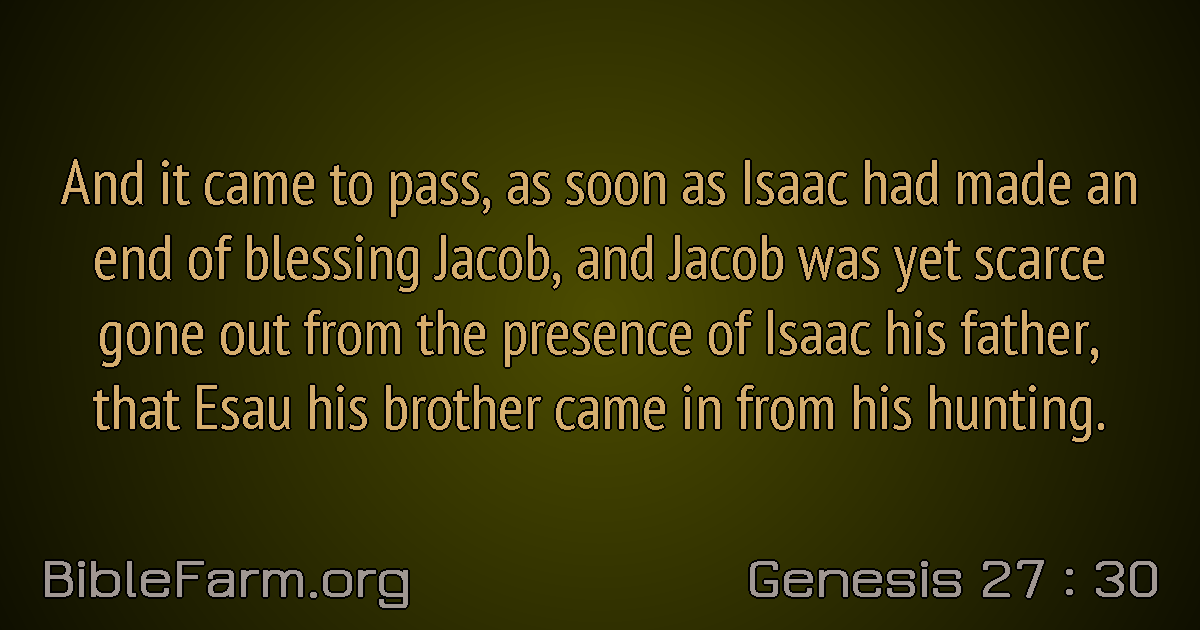 And it came to pass, as soon as Isaac had made an
end of blessing Jacob, and Jacob was yet scarce
gone out from the presence of Isaac his father,
that Esau his brother came in from his hunting.
BibleFarm.org
Genesis 27 : 30